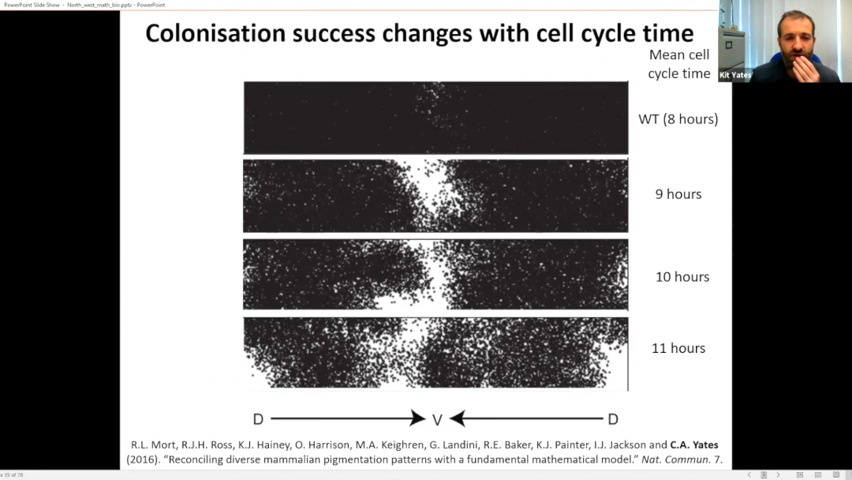 PowerPoint Slide Show - North_west_math_bio.ppts - PowerPoint
Colonisation success changes with cell cycle time
Mean cell
cycle time
Kit Yates
WT (8 hours)
9 hours
10 hours
11 hours
D V D
R.L. Mort, R.J.H. Ross, K.J. Hainey, O. Harrison, M.A. Keighren, G. Landini, R.E. Baker, K.J. Painter, I.J. Jackson and C.A. Yates
(2016). “Reconciling diverse mammalian pigmentation patterns with a fundamental mathematical model.” Nat. Commun. 7.